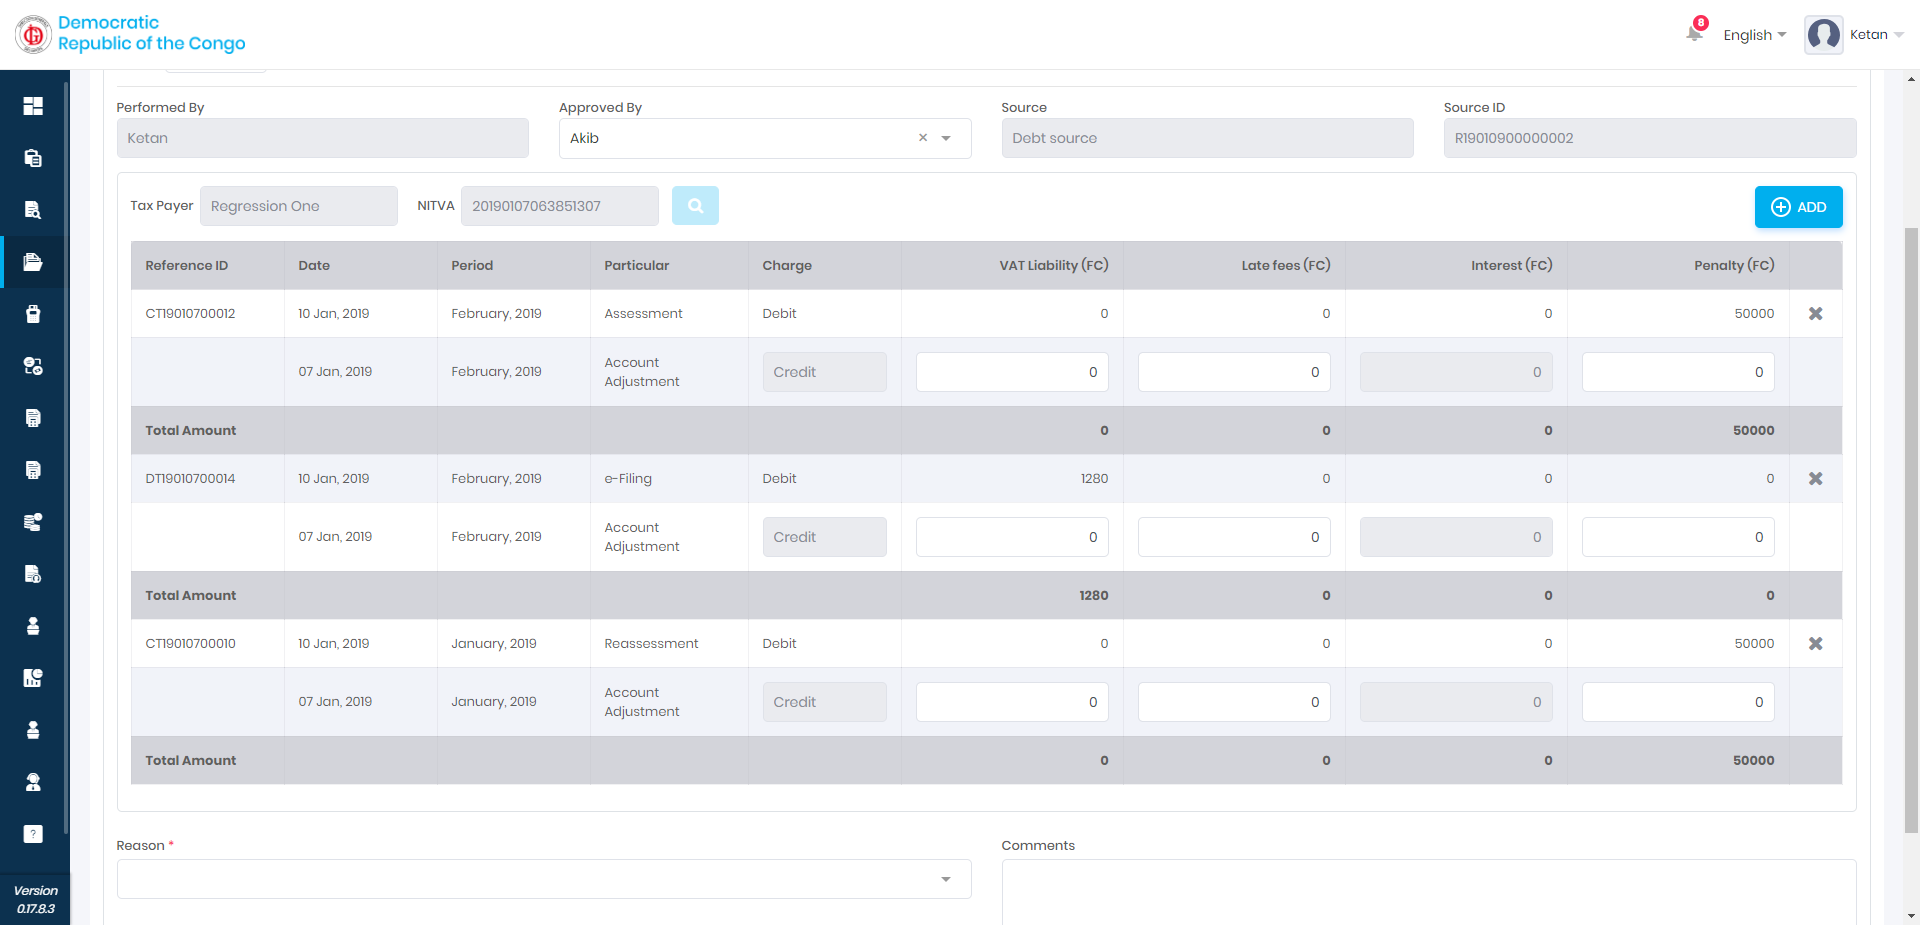 Democratic
Republic of the Congo
8
English
Ketan
Performed By
Approved By
Source
Source ID
Ketan
Akib
Debt source
R19010900000002
Tax Payer
Regression One
NITVA
20190107063851307
ADD
Reference ID Date Period Particular Charge VAT Liability (FC) Late fees (FC) Interest (FC) Penalty (FC)
CT19010700012 10 Jan, 2019 February, 2019 Assessment Debit 0 0 0 50000
07 Jan, 2019 February, 2019 Account Adjustment Credit 0 0 0 0
Total Amount 0 0 0 50000
DT19010700014 10 Jan, 2019 February, 2019 e-Filing Debit 1280 0 0 0
07 Jan, 2019 February, 2019 Account Adjustment Credit 0 0 0 0
Total Amount 1280 0 0 0
CT19010700010 10 Jan, 2019 January, 2019 Reassessment Debit 0 0 0 50000
07 Jan, 2019 January, 2019 Account Adjustment Credit 0 0 0 0
Total Amount 0 0 0 50000
Reason *
Comments
?
Version
0.17.8.3